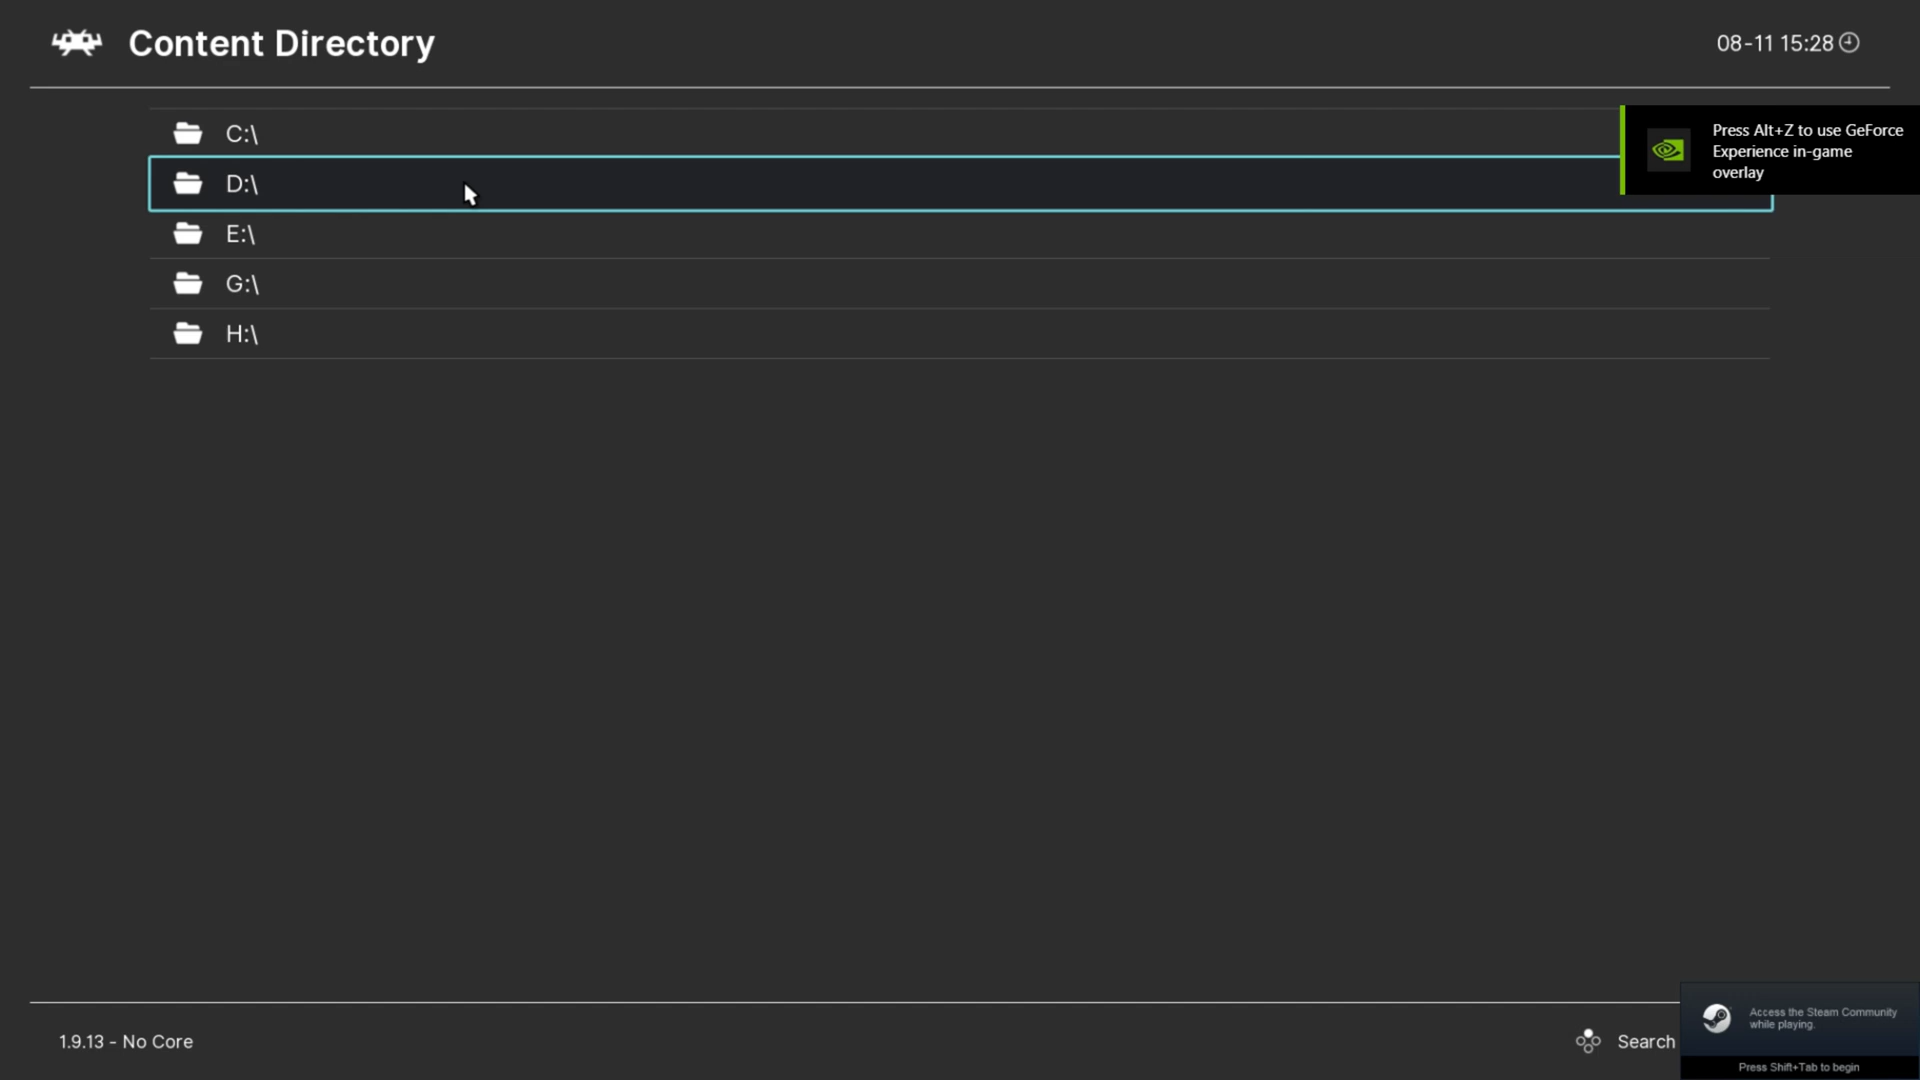 Content Directory
08-11 15:28
C:\
D:\
E:\
G:\
H:\
Press Alt+Z to use GeForce
Experience in-game
overlay
1.9.13 - No Core
Search
Access the Steam Community
while playing.
Press Shift+Tab to begin